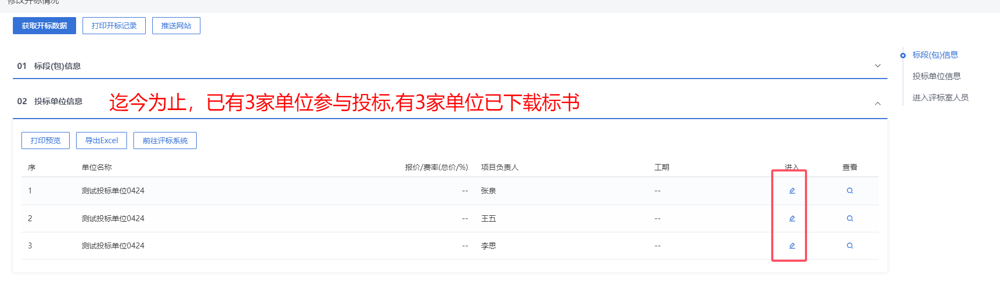 修改开标情况
获取开标数据 打印开标记录 推送网站
标段(包)信息
投标单位信息
进入评标室人员
01 标段(包)信息
02 投标单位信息 迄今为止，已有3家单位参与投标,有3家单位已下载标书
打印预览 导出Excel 前往评标系统
序 单位名称 报价/费率(总价/%) 项目负责人 工期 进入 查看
1 测试投标单位0424 -- 张泉 --
2 测试投标单位0424 -- 王五 --
3 测试投标单位0424 -- 李思 --